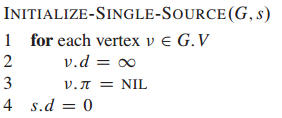 INITIALIZE-SINGLE-SOURCE(G, s)
1 for each vertex v ∈ G.V
2 v.d = ∞
3 v.π = NIL
4 s.d = 0